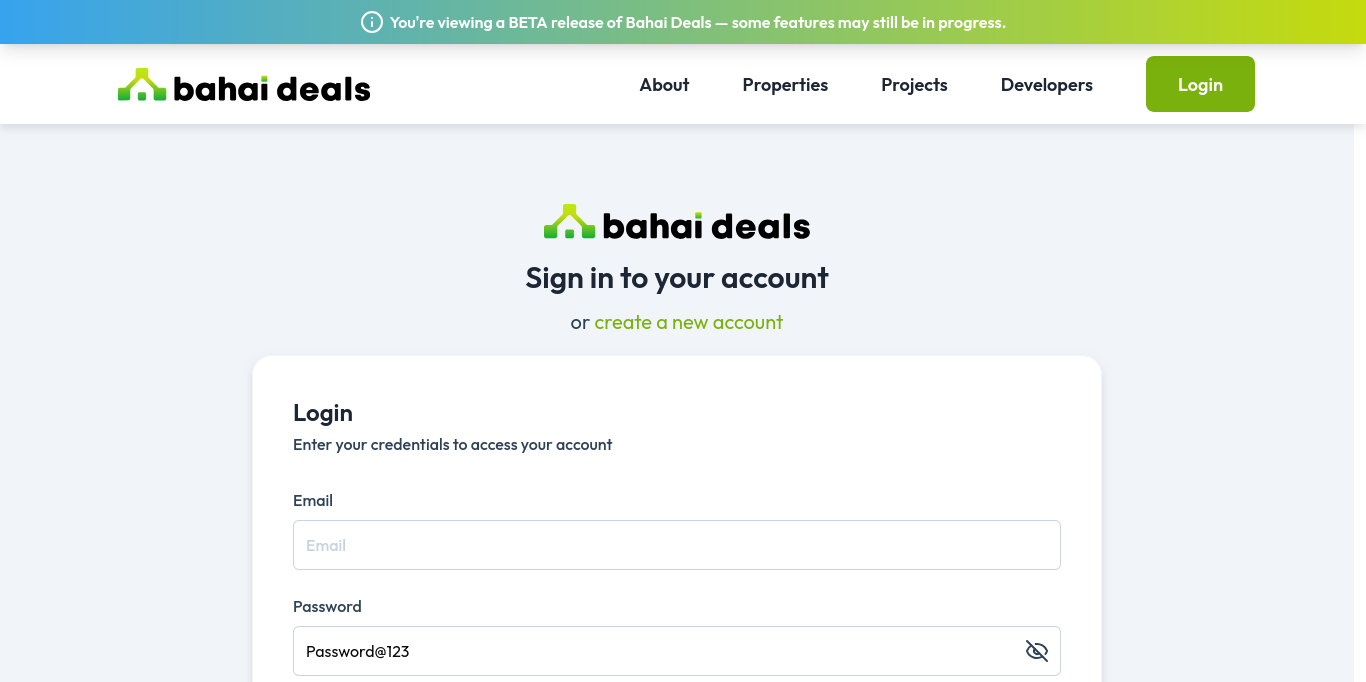 You're viewing a BETA release of Bahai Deals — some features may still be in progress.
bahai deals
About
Properties
Projects
Developers
Login
bahai deals
Sign in to your account
or create a new account
Login
Enter your credentials to access your account
Email
Email
Password
Password@123